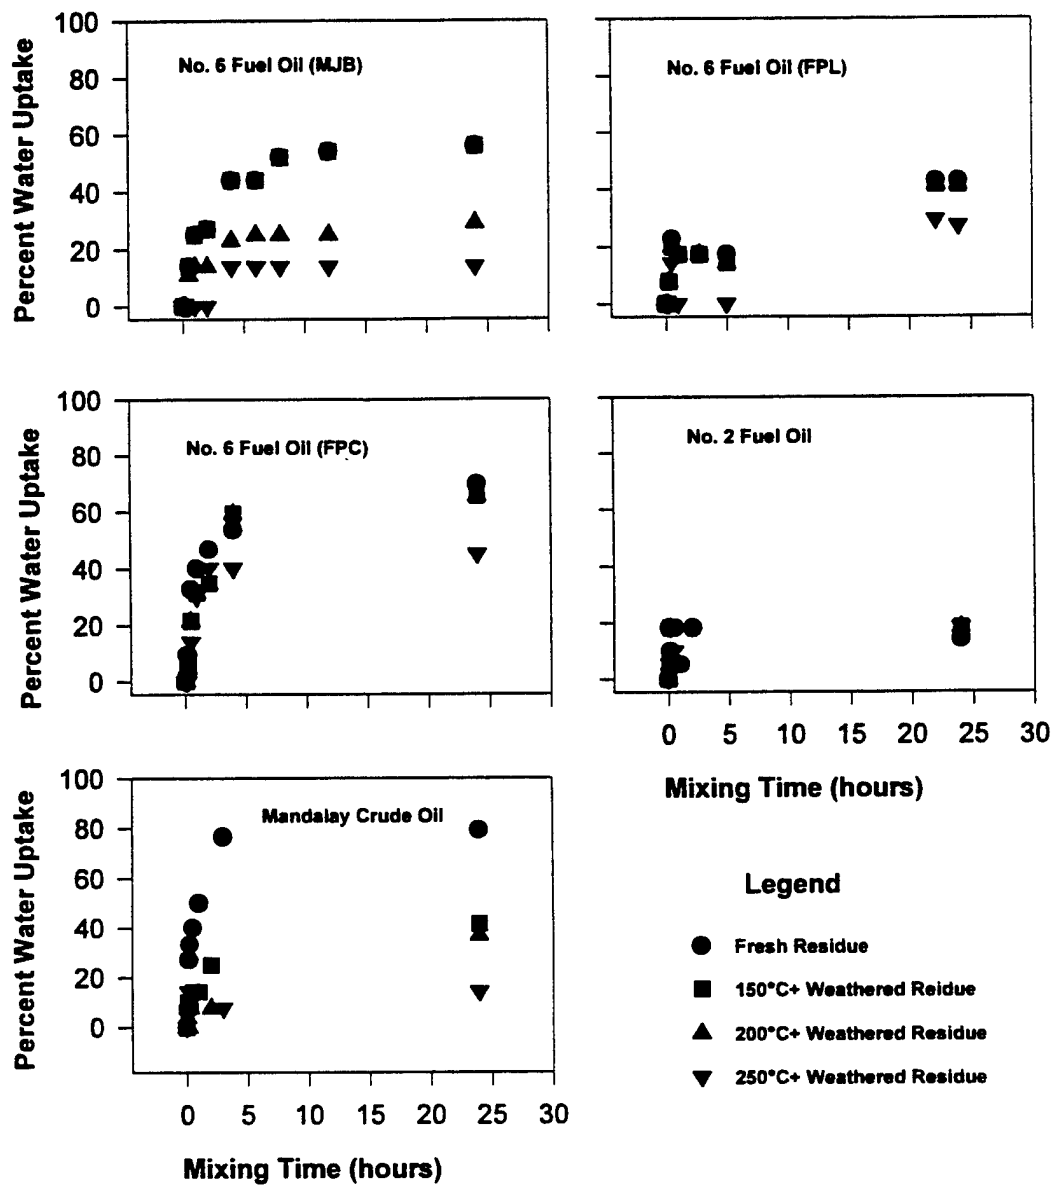 100
80
60
40
20
0
Percent Water Uptake
No. 6 Fuel Oil (MJB)
No. 6 Fuel Oil (FPL)
100
80
60
40
20
0
Percent Water Uptake
No. 6 Fuel Oil (FPC)
No. 2 Fuel Oil
0 5 10 15 20 25 30
Mixing Time (hours)
100
80
60
40
20
0
Percent Water Uptake
Mandalay Crude Oil
0 5 10 15 20 25 30
Mixing Time (hours)
Legend
Fresh Residue
150°C+ Weathered Reidue
200°C+ Weathered Residue
250°C+ Weathered Residue